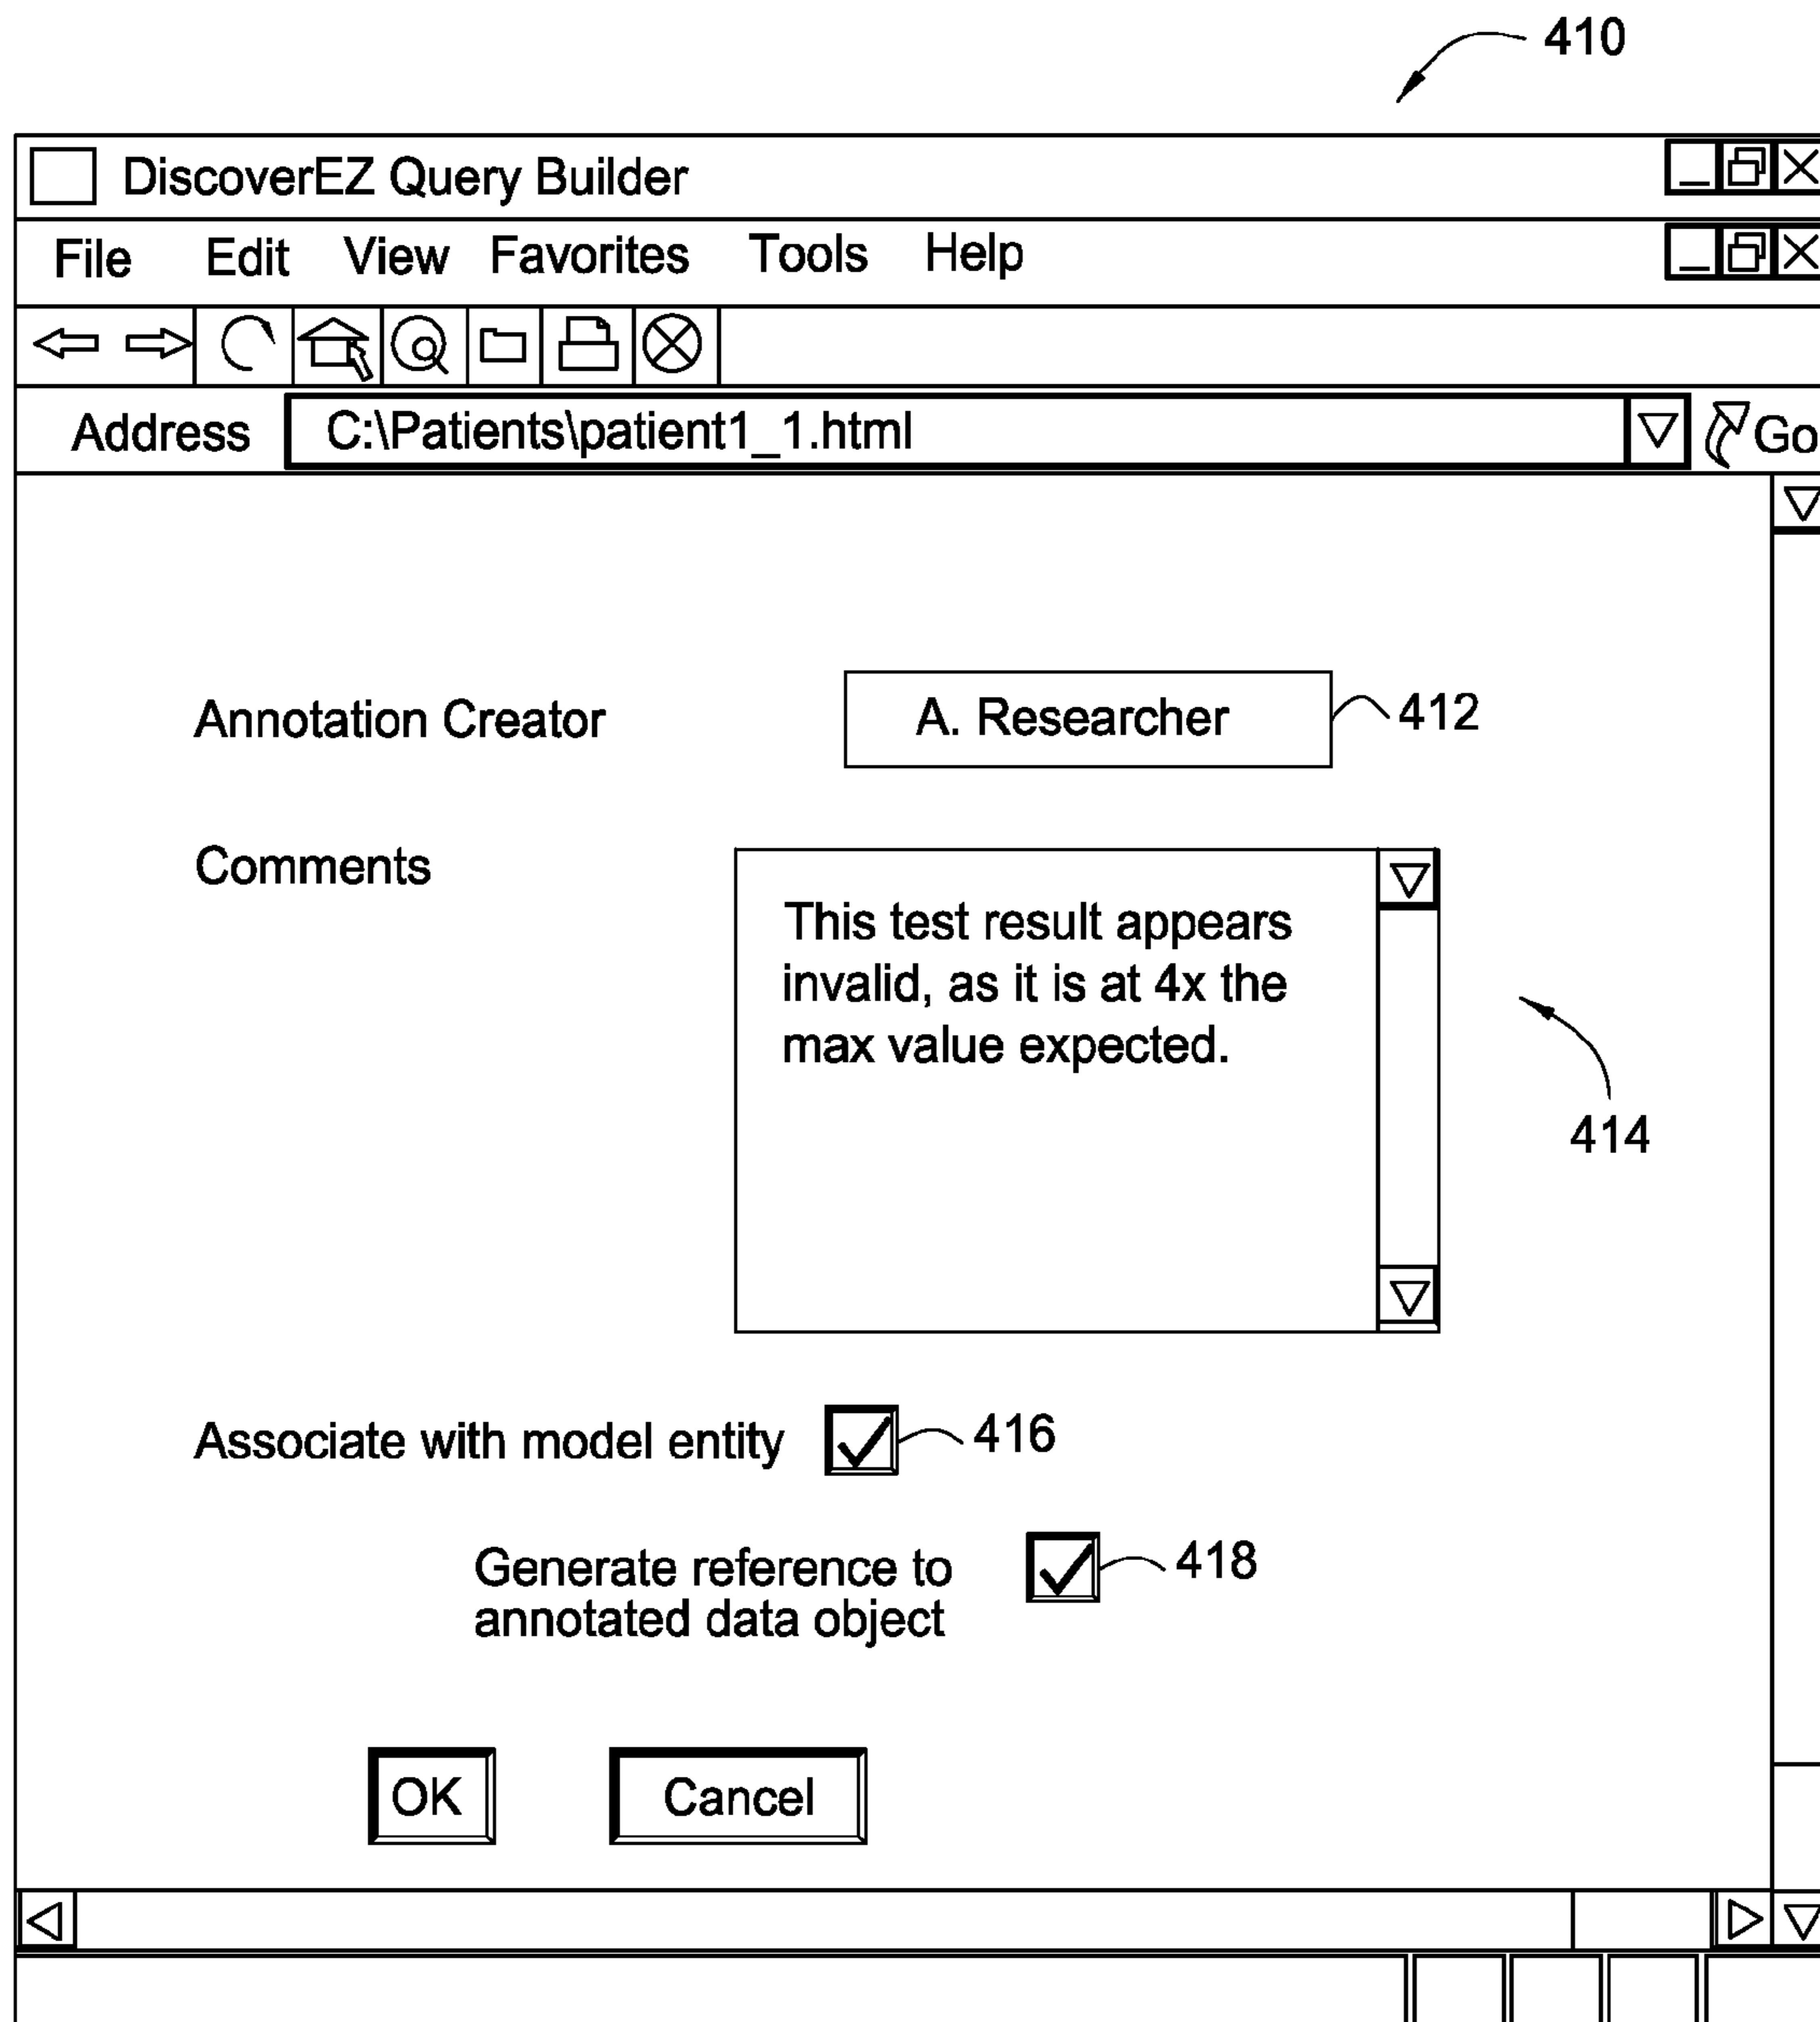 410
DiscoverEZ Query Builder
File Edit View Favorites Tools Help
Address C:\Patients\patient1_1.html Go
Annotation Creator A. Researcher 412
Comments
This test result appears
invalid, as it is at 4x the
max value expected.
414
Associate with model entity 416
Generate reference to 418
annotated data object
OK Cancel